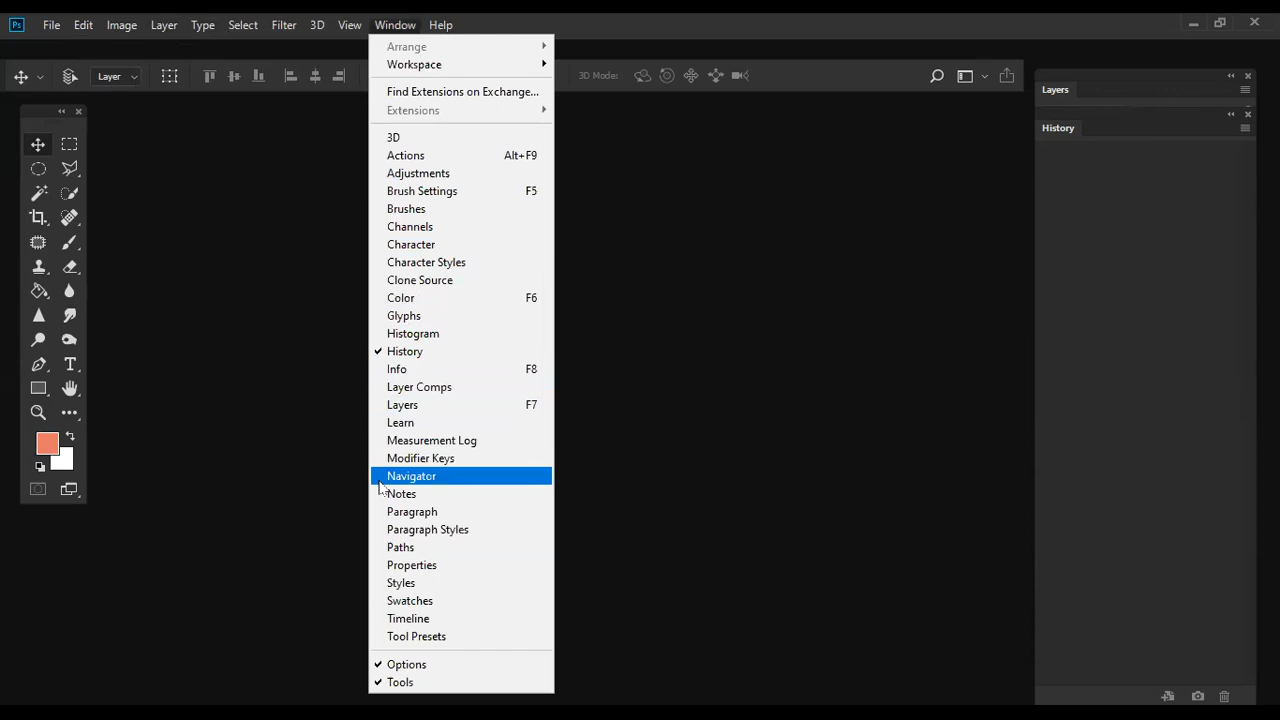 Ps File Edit Image Layer Type Select Filter 3D View Window Help
Layer 3D Mode:
Arrange
Workspace
Find Extensions on Exchange...
Extensions
3D
Actions Alt+F9
Adjustments
Brush Settings F5
Brushes
Channels
Character
Character Styles
Clone Source
Color F6
Glyphs
Histogram
History
Info F8
Layer Comps
Layers F7
Learn
Measurement Log
Modifier Keys
Navigator
Notes
Paragraph
Paragraph Styles
Paths
Properties
Styles
Swatches
Timeline
Tool Presets
Options
Tools
Layers
History